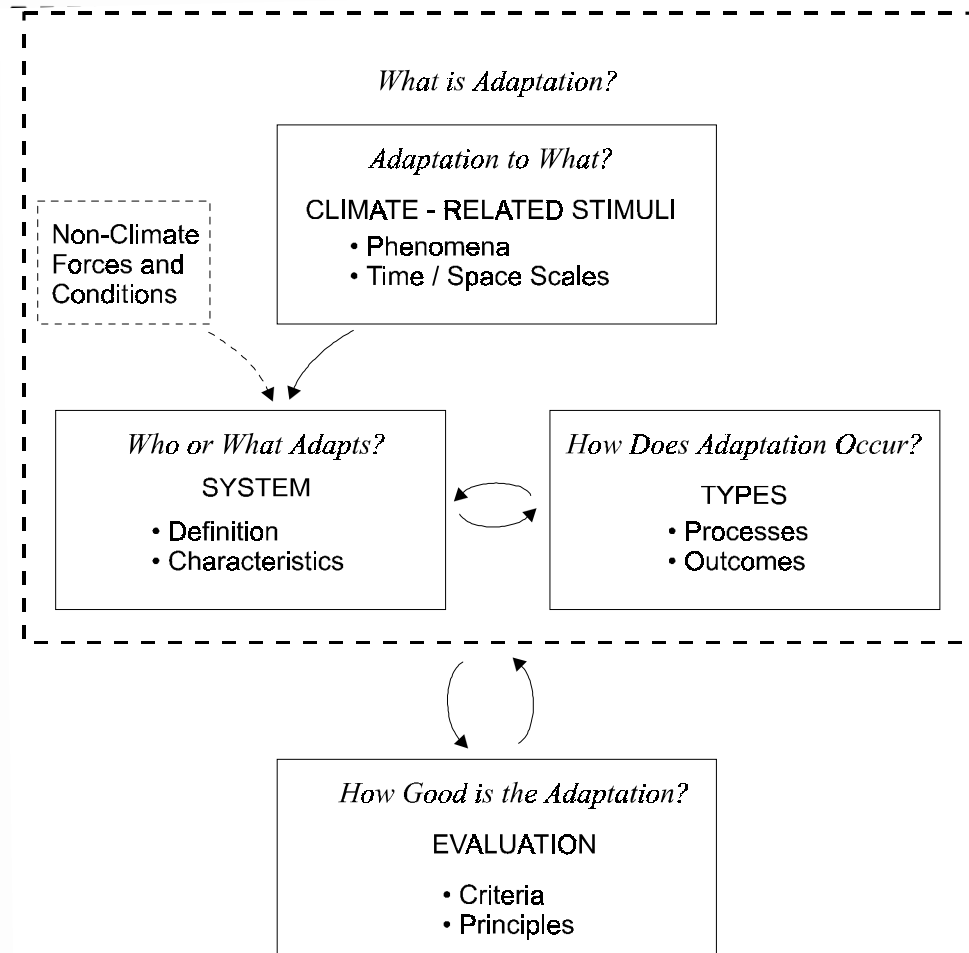 What is Adaptation?
Adaptation to What?
CLIMATE - RELATED STIMULI
• Phenomena
• Time / Space Scales
Non-Climate
Forces and
Conditions
Who or What Adapts?
SYSTEM
• Definition
• Characteristics
How Does Adaptation Occur?
TYPES
• Processes
• Outcomes
How Good is the Adaptation?
EVALUATION
• Criteria
• Principles